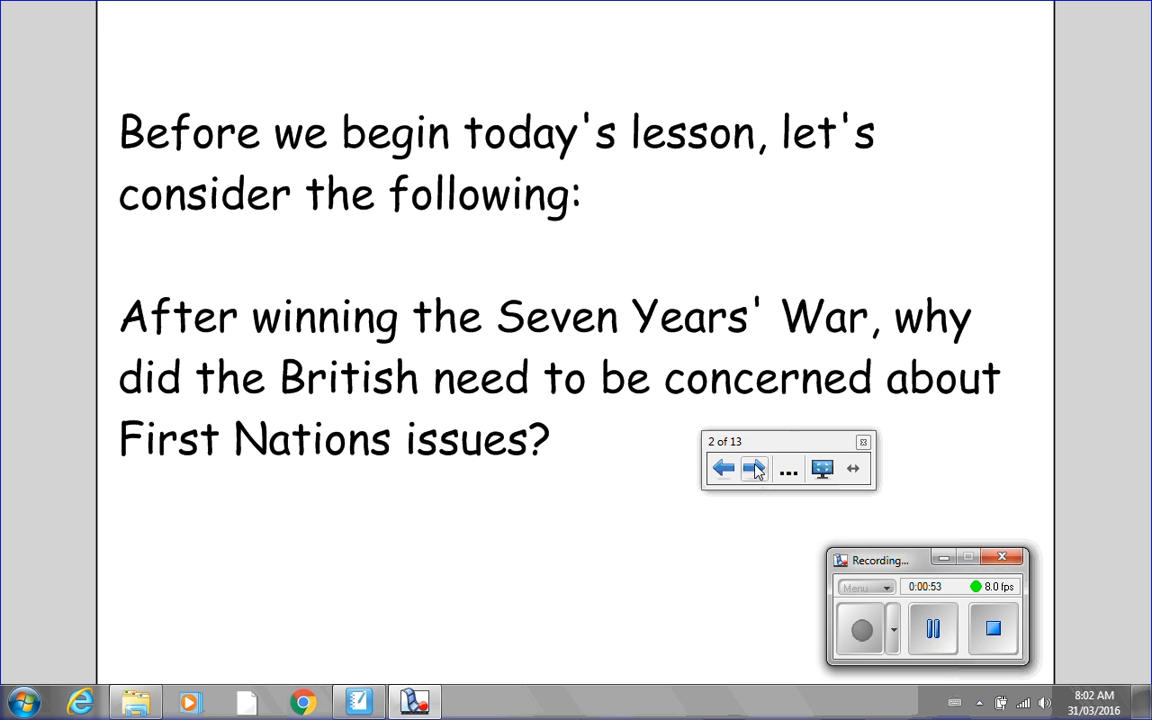 Before we begin today's lesson, let's
consider the following:
After winning the Seven Years' War, why
did the British need to be concerned about
First Nations issues?
2 of 13
...
Recording...
Menu
0:00:53
8.0 fps
8:02 AM
31/03/2016